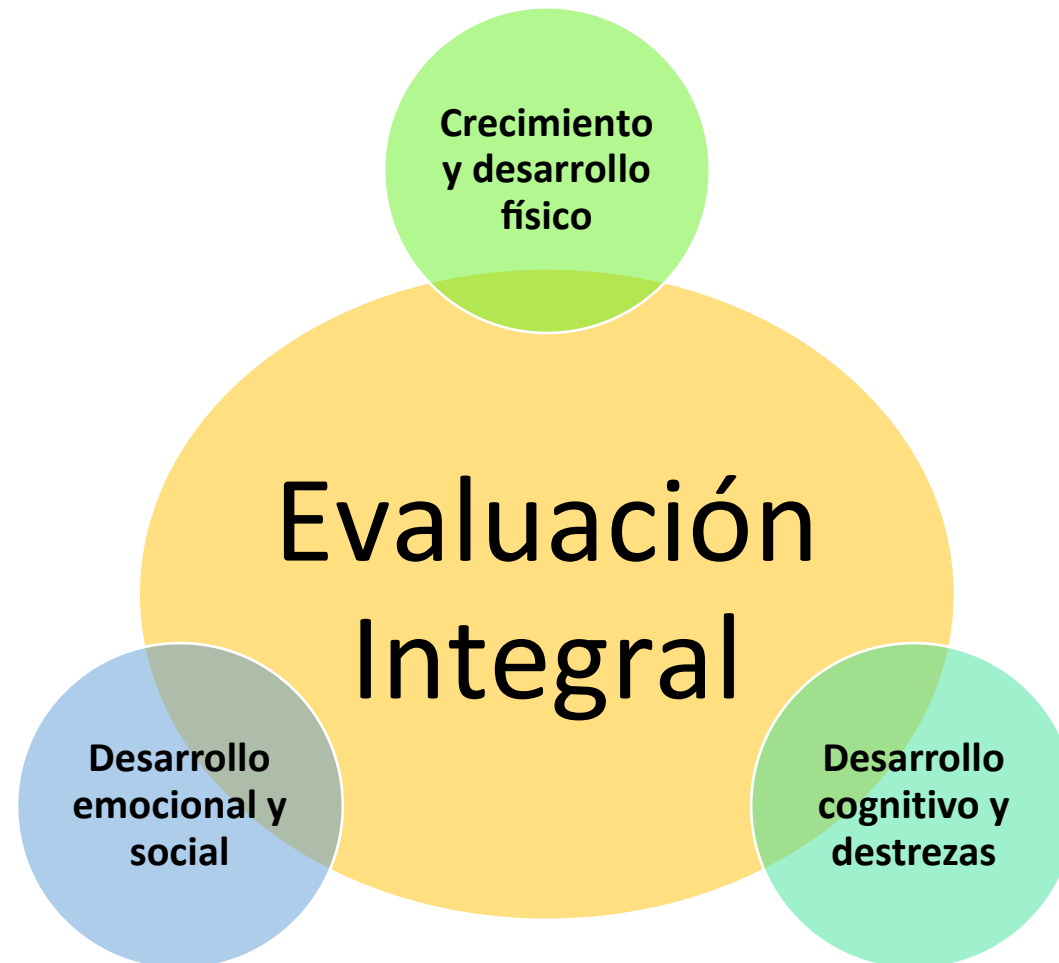 Crecimiento
y desarrollo
físico
Evaluación
Integral
Desarrollo
emocional y
social
Desarrollo
cognitivo y
destrezas